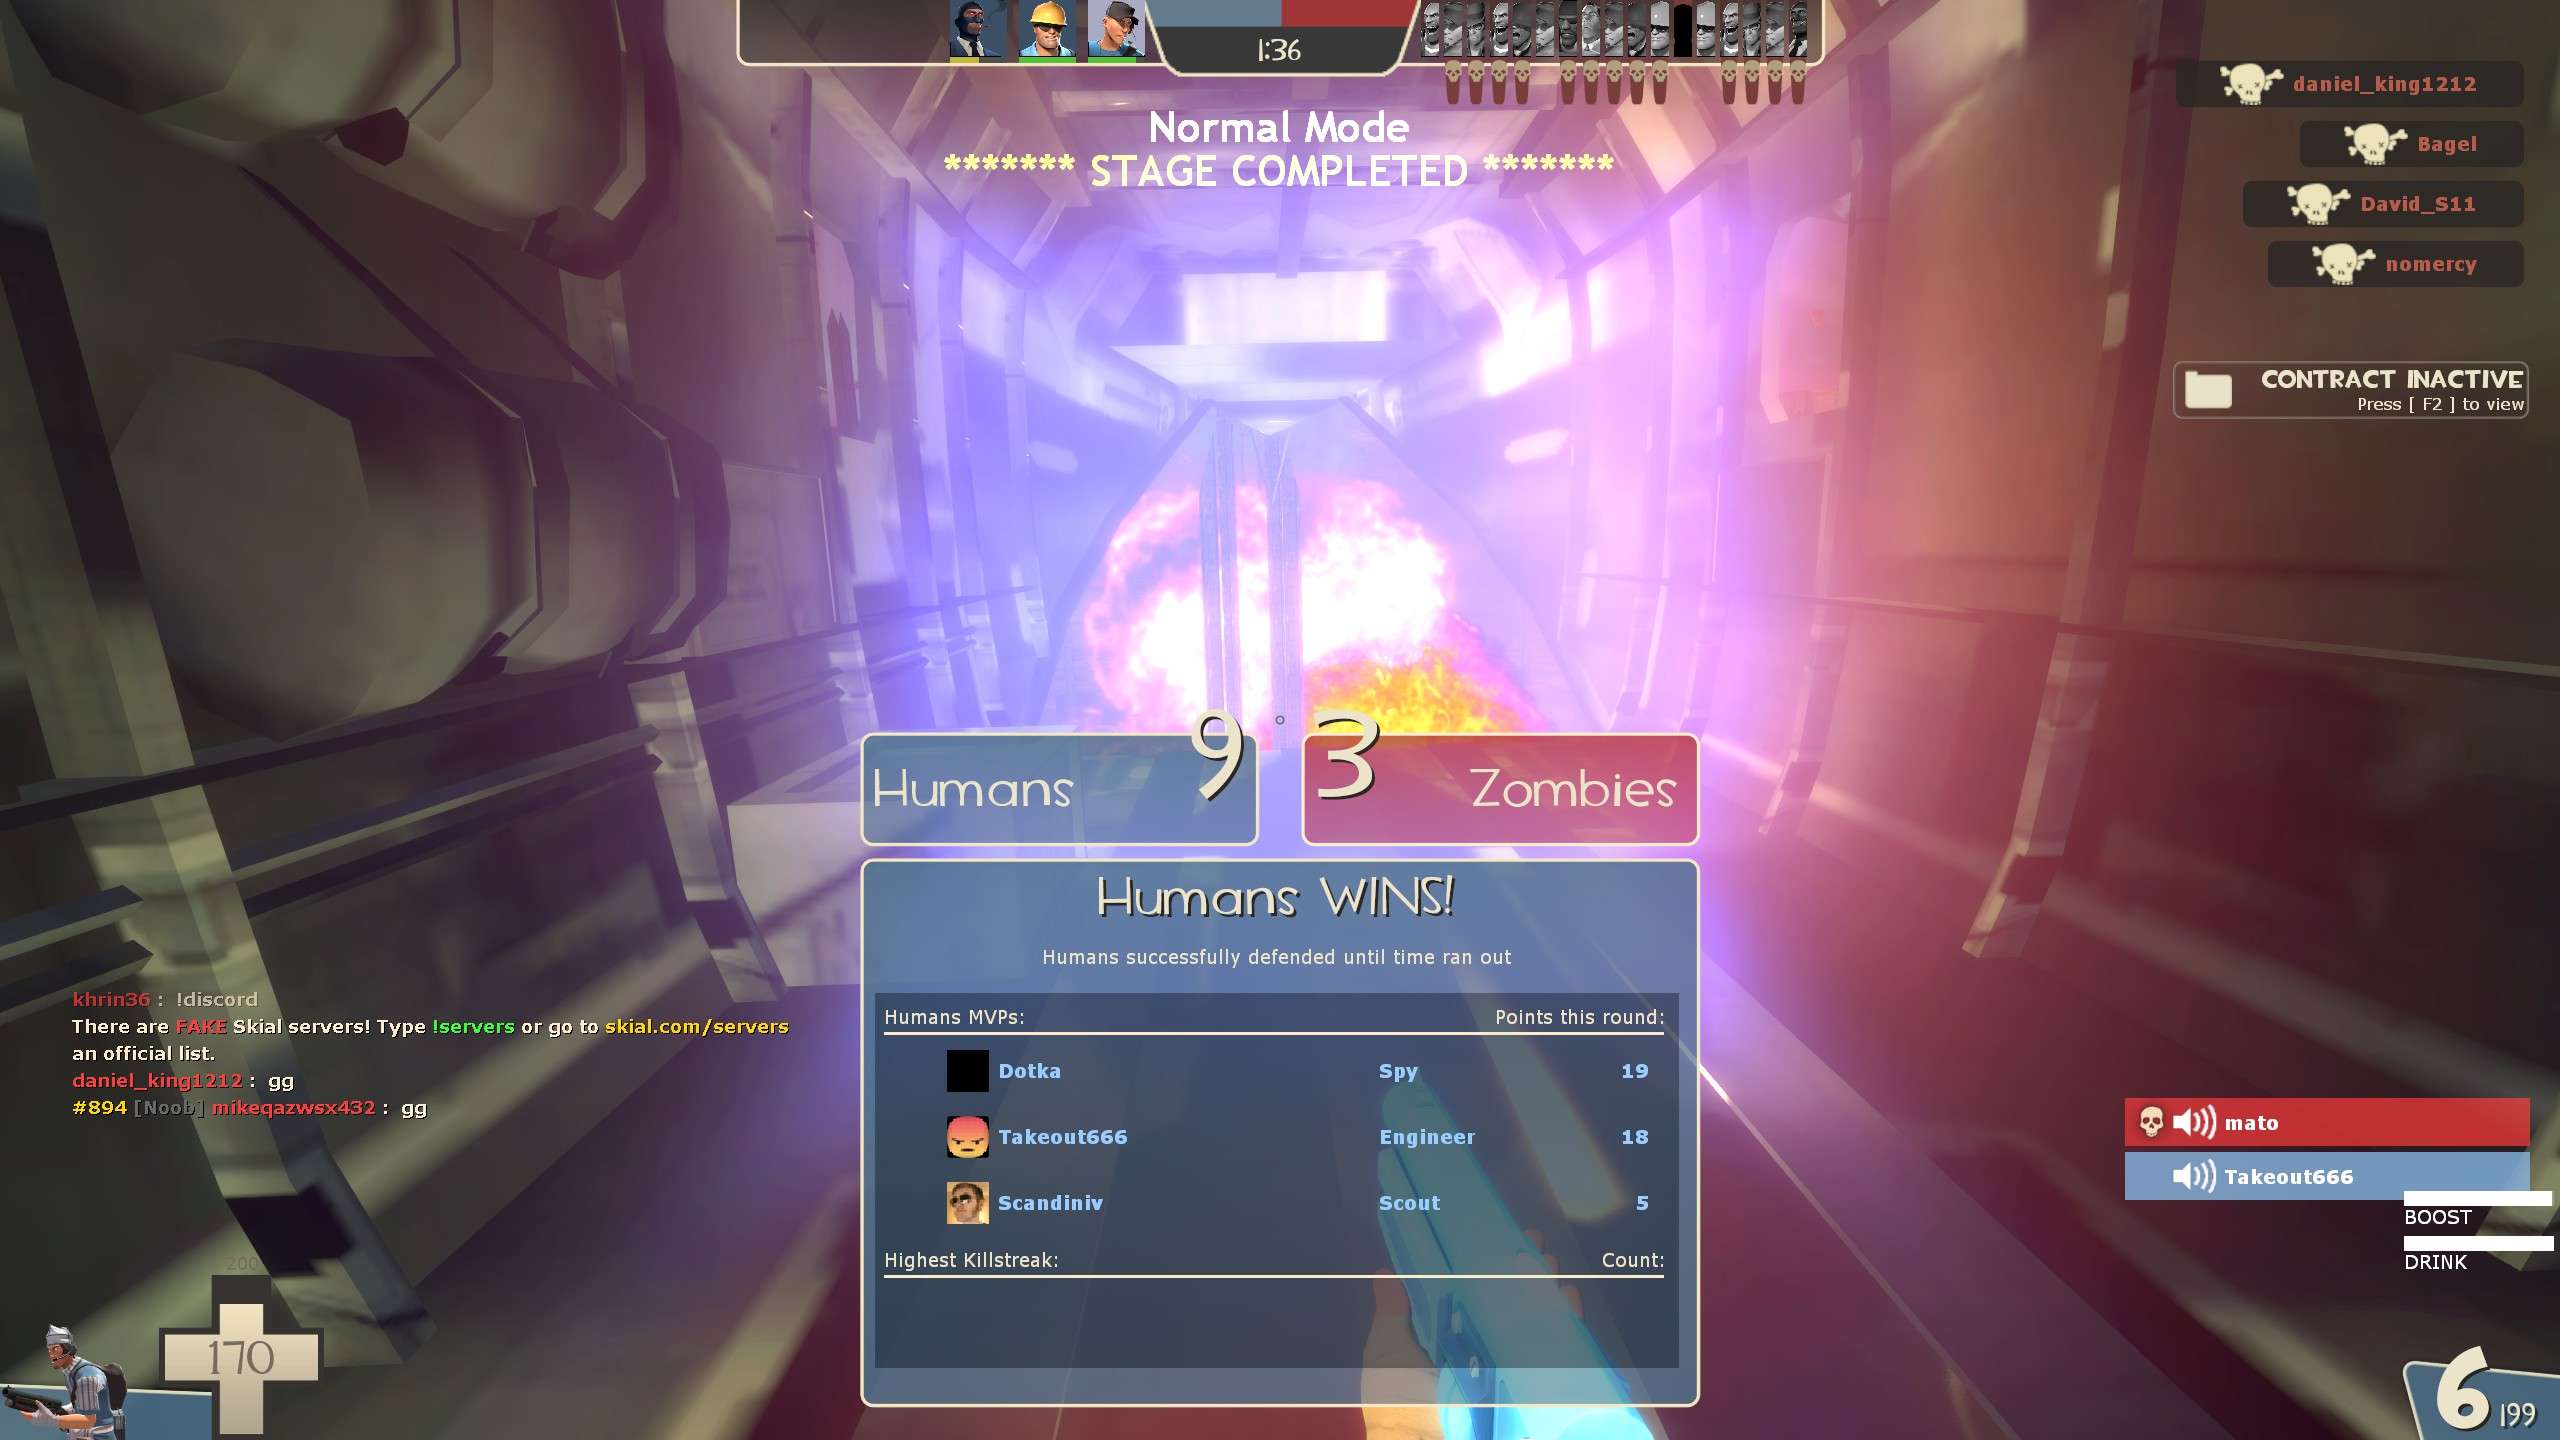 1:36
Normal Mode
******* STAGE COMPLETED *******
daniel_king1212
Bagel
David_S11
nomercy
CONTRACT INACTIVE
Press [ F2 ] to view
Humans 9
3 Zombies
Humans WINS!
Humans successfully defended until time ran out
Humans MVPs: Points this round:
Dotka Spy 19
Takeout666 Engineer 18
Scandiniv Scout 5
Highest Killstreak: Count:
khrin36 : !discord
There are FAKE Skial servers! Type !servers or go to skial.com/servers
an official list.
daniel_king1212 : gg
#894 [Noob] mikeqazwsx432 : gg
mato
Takeout666
BOOST
DRINK
200
170
6/199